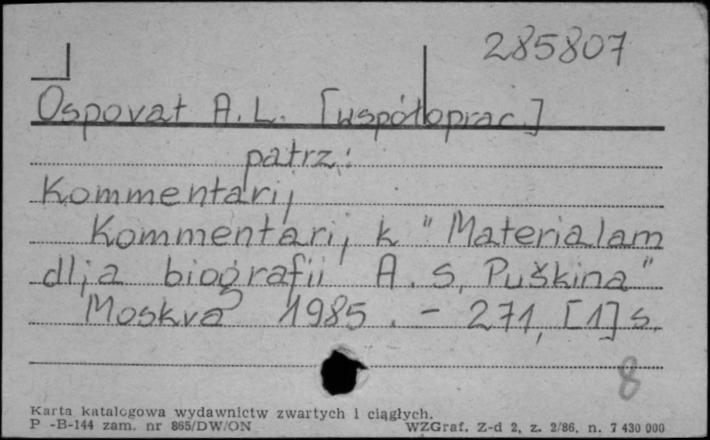 285807
Ospovat A. L. [współoprac.]
patrz:
Kommentarij
Kommentarij k "Materialam
dlja biografii A. S. Puškina"
Moskva 1985. - 271, [1] s.
8
Karta katalogowa wydawnictw zwartych i ciągłych.
P -B-144 zam. nr 865/DW/ON WZGraf. Z-d 2, z. 2/86, n. 7 430 000